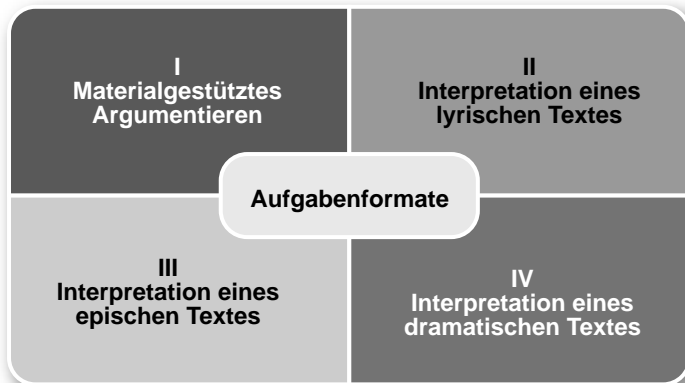 I
Materialgestütztes
Argumentieren
II
Interpretation eines
lyrischen Textes
Aufgabenformate
III
Interpretation eines
epischen Textes
IV
Interpretation eines
dramatischen Textes